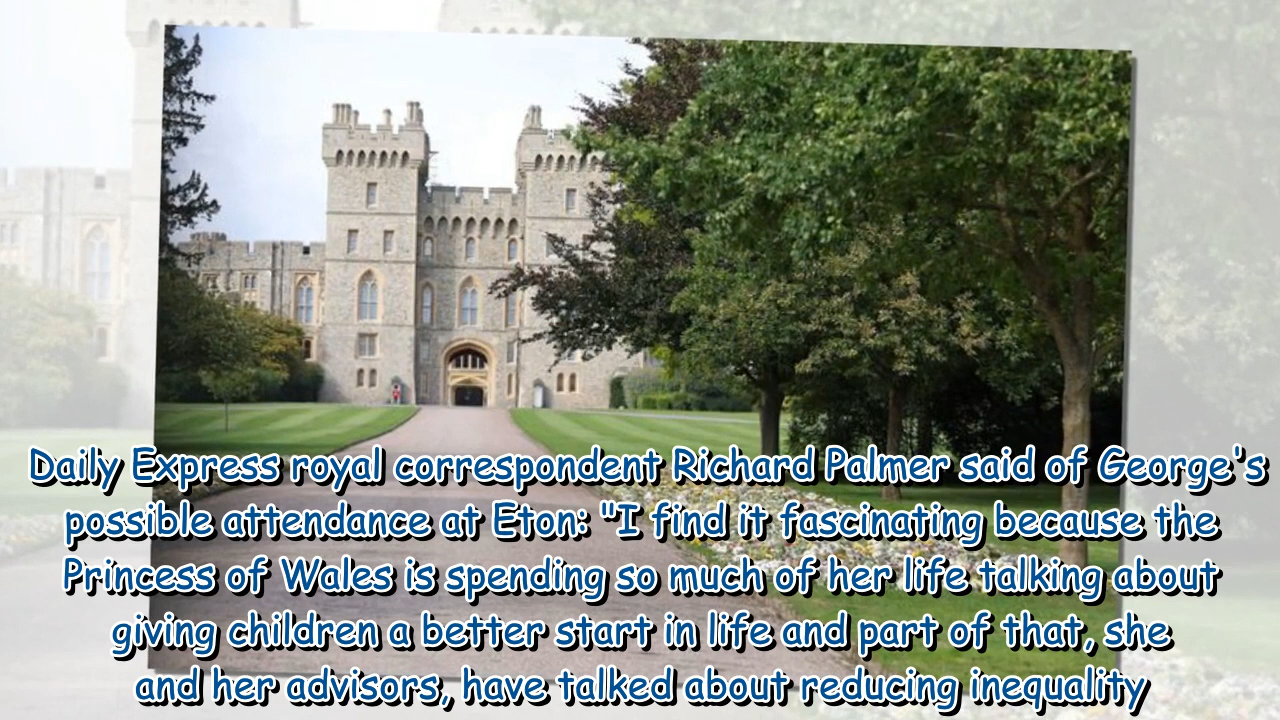 Daily Express royal correspondent Richard Palmer said of George's
possible attendance at Eton: "I find it fascinating because the
Princess of Wales is spending so much of her life talking about
giving children a better start in life and part of that, she
and her advisors, have talked about reducing inequality